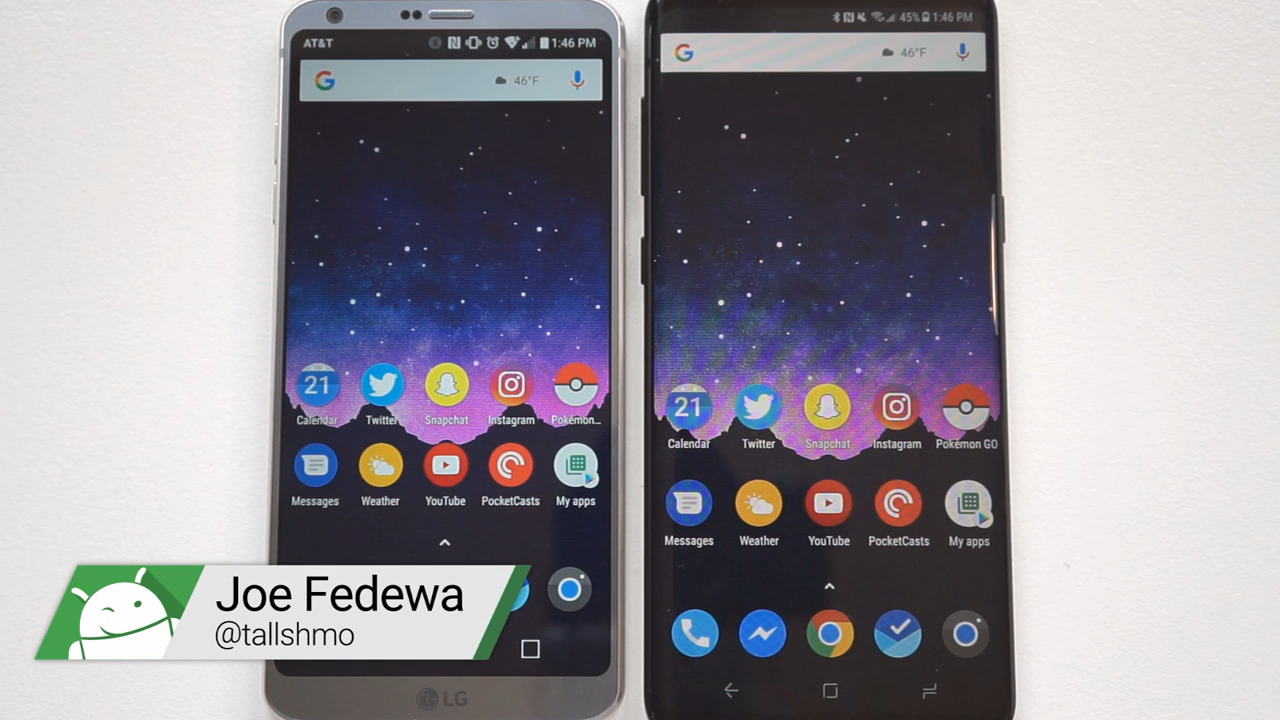 AT&T 1:46 PM
46°F
21
Calendar Twitter Snapchat Instagram Pokémon...
Messages Weather YouTube PocketCasts My apps
LG
45% 1:46 PM
G 46°F
21
Calendar Twitter Snapchat Instagram Pokémon GO
Messages Weather YouTube PocketCasts My apps
Joe Fedewa
@tallshmo